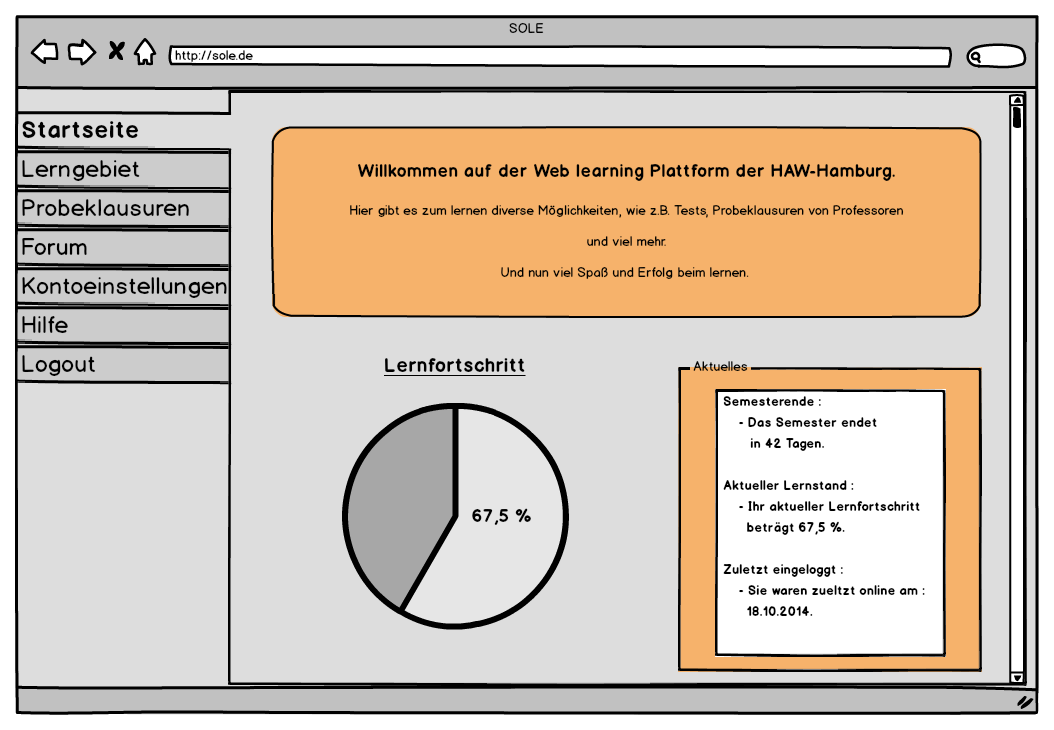 SOLE
http://sole.de
Startseite
Lerngebiet
Probeklausuren
Forum
Kontoeinstellungen
Hilfe
Logout
Willkommen auf der Web learning Plattform der HAW-Hamburg.
Hier gibt es zum lernen diverse Möglichkeiten, wie z.B. Tests, Probeklausuren von Professoren
und viel mehr.
Und nun viel Spaß und Erfolg beim lernen.
Lernfortschritt
67,5 %
Aktuelles
Semesterende :
- Das Semester endet
in 42 Tagen.
Aktueller Lernstand :
- Ihr aktueller Lernfortschritt
beträgt 67,5 %.
Zuletzt eingeloggt :
- Sie waren zueltzt online am :
18.10.2014.